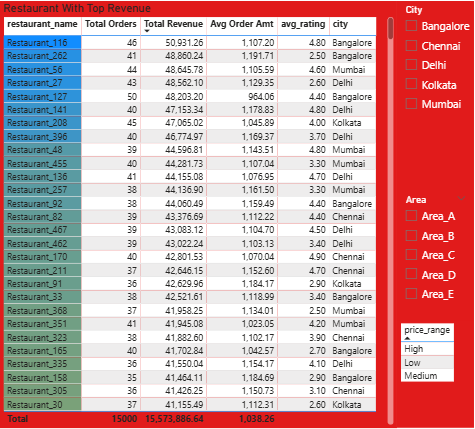 Restaurant With Top Revenue
restaurant_name Total Orders Total Revenue Avg Order Amt avg_rating city
Restaurant_116 46 50,931.26 1,107.20 4.80 Bangalore
Restaurant_262 41 48,860.24 1,191.71 2.50 Bangalore
Restaurant_56 44 48,645.78 1,105.59 4.60 Mumbai
Restaurant_27 43 48,562.10 1,129.35 2.60 Delhi
Restaurant_127 50 48,203.20 964.06 4.40 Bangalore
Restaurant_141 40 47,153.34 1,178.83 4.80 Delhi
Restaurant_208 45 47,065.02 1,045.89 4.00 Kolkata
Restaurant_396 40 46,774.97 1,169.37 3.70 Delhi
Restaurant_48 39 44,596.81 1,143.51 4.80 Mumbai
Restaurant_455 40 44,281.73 1,107.04 3.30 Mumbai
Restaurant_136 41 44,155.08 1,076.95 4.70 Delhi
Restaurant_257 38 44,136.90 1,161.50 3.30 Mumbai
Restaurant_92 38 44,060.49 1,159.49 4.40 Bangalore
Restaurant_82 39 43,376.69 1,112.22 4.40 Chennai
Restaurant_467 39 43,083.12 1,104.70 4.50 Delhi
Restaurant_462 39 43,022.24 1,103.13 3.40 Delhi
Restaurant_170 40 42,801.53 1,070.04 4.90 Chennai
Restaurant_211 37 42,646.15 1,152.60 4.70 Chennai
Restaurant_91 36 42,629.96 1,184.17 2.90 Kolkata
Restaurant_33 38 42,521.61 1,118.99 3.40 Bangalore
Restaurant_368 37 41,958.25 1,134.01 2.50 Mumbai
Restaurant_351 41 41,945.08 1,023.05 4.20 Mumbai
Restaurant_323 38 41,882.60 1,102.17 3.90 Chennai
Restaurant_165 40 41,702.84 1,042.57 2.70 Bangalore
Restaurant_335 36 41,550.04 1,154.17 4.10 Delhi
Restaurant_158 35 41,464.11 1,184.69 2.90 Bangalore
Restaurant_305 36 41,426.25 1,150.73 3.10 Chennai
Restaurant_30 37 41,155.49 1,112.31 2.60 Kolkata
Total 15000 15,573,886.64 1,038.26
City
Bangalore
Chennai
Delhi
Kolkata
Mumbai
Area
Area_A
Area_B
Area_C
Area_D
Area_E
price_range
High
Low
Medium